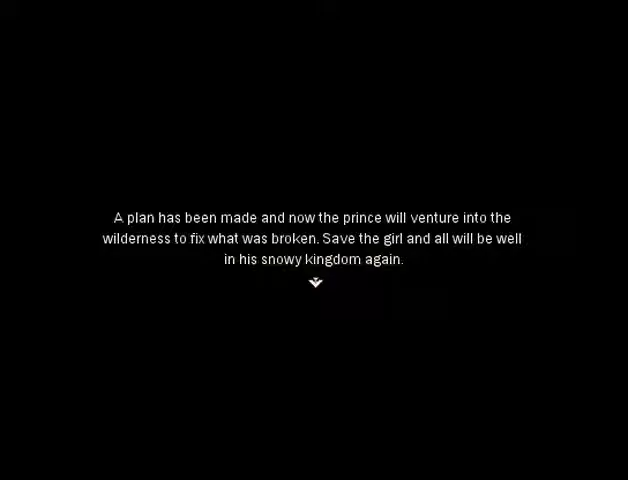 A plan has been made and now the prince will venture into the
wilderness to fix what was broken. Save the girl and all will be well
in his snowy kingdom again.